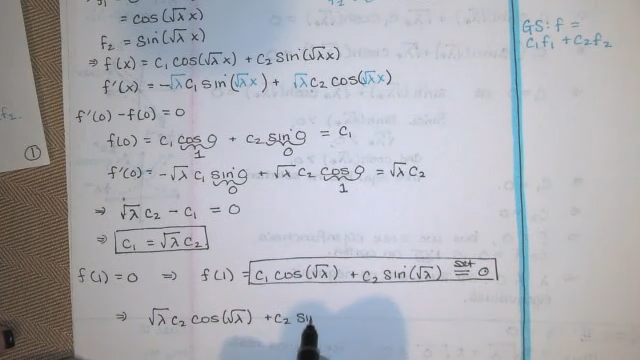 = cos(√λ x)
f₂ = sin(√λ x)
⇒ f(x) = c₁ cos(√λ x) + c₂ sin(√λ x)
f'(x) = -√λ c₁ sin(√λ x) + √λ c₂ cos(√λ x)
f'(0) - f(0) = 0
f(0) = c₁ cos 0 + c₂ sin 0 = c₁
1 0
f'(0) = -√λ c₁ sin 0 + √λ c₂ cos 0 = √λ c₂
0 1
⇒ √λ c₂ - c₁ = 0
⇒ c₁ = √λ c₂
f(1) = 0 ⇒ f(1) = c₁ cos(√λ) + c₂ sin(√λ) set = 0
⇒ √λ c₂ cos(√λ) + c₂ si
GS: f =
c₁f₁ + c₂f₂
f₂.
①